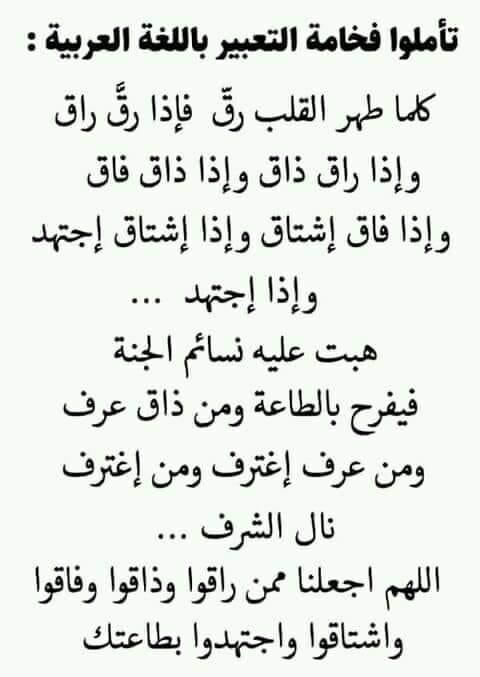 تأملوا فخامة التعبير باللغة العربية :
كلما طهر القلب رقّ فإذا رقَّ راق
وإذا راق ذاق وإذا ذاق فاق
وإذا فاق إشتاق وإذا إشتاق إجتهد
وإذا إجتهد ...
هبت عليه نسائم الجنة
فيفرح بالطاعة ومن ذاق عرف
ومن عرف إغترف ومن إغترف
نال الشرف ...
اللهم اجعلنا ممن راقوا وذاقوا وفاقوا
واشتاقوا واجتهدوا بطاعتك